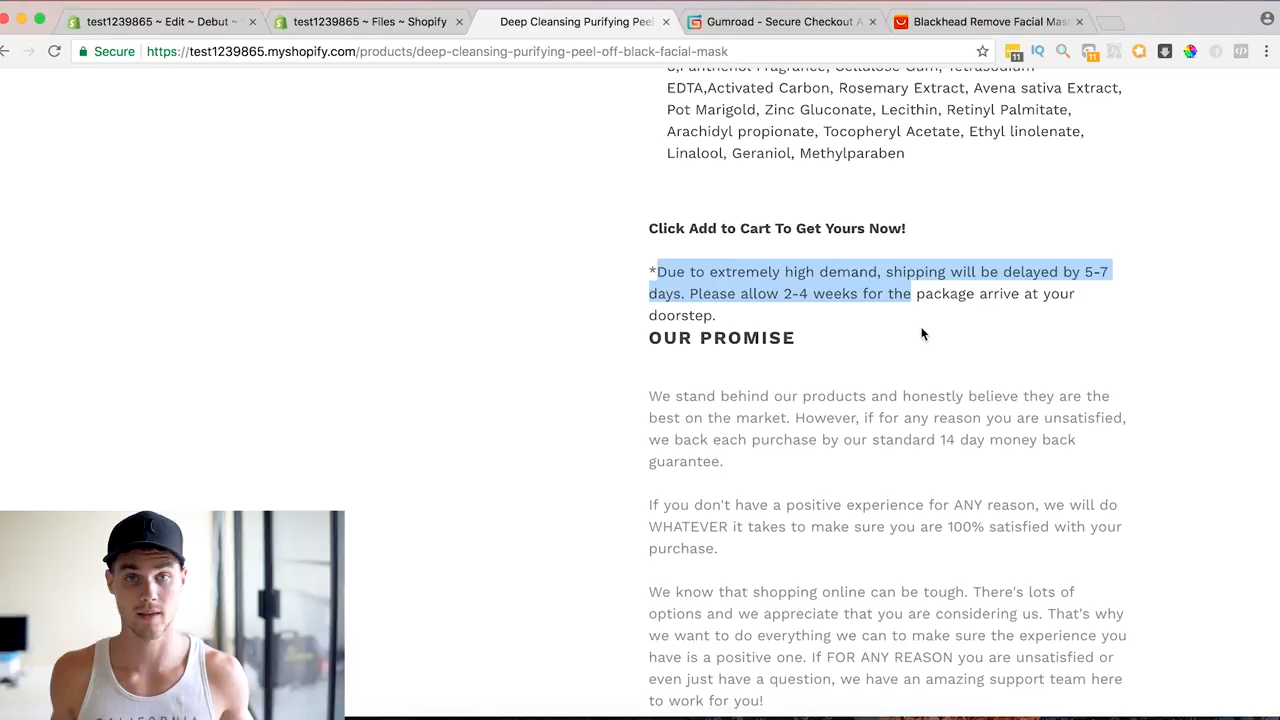 test1239865 ~ Edit ~ Debut ~
test1239865 ~ Files ~ Shopify
Deep Cleansing Purifying Peel
Gumroad - Secure Checkout A
Blackhead Remove Facial Mas
Secure
https://test1239865.myshopify.com/products/deep-cleansing-purifying-peel-off-black-facial-mask
IQ
11
11
EDTA,Activated Carbon, Rosemary Extract, Avena sativa Extract,
Pot Marigold, Zinc Gluconate, Lecithin, Retinyl Palmitate,
Arachidyl propionate, Tocopheryl Acetate, Ethyl linolenate,
Linalool, Geraniol, Methylparaben
Click Add to Cart To Get Yours Now!
*Due to extremely high demand, shipping will be delayed by 5-7
days. Please allow 2-4 weeks for the package arrive at your
doorstep.
OUR PROMISE
We stand behind our products and honestly believe they are the
best on the market. However, if for any reason you are unsatisfied,
we back each purchase by our standard 14 day money back
guarantee.
If you don't have a positive experience for ANY reason, we will do
WHATEVER it takes to make sure you are 100% satisfied with your
purchase.
We know that shopping online can be tough. There's lots of
options and we appreciate that you are considering us. That's why
we want to do everything we can to make sure the experience you
have is a positive one. If FOR ANY REASON you are unsatisfied or
even just have a question, we have an amazing support team here
to work for you!
CALIFORNIA